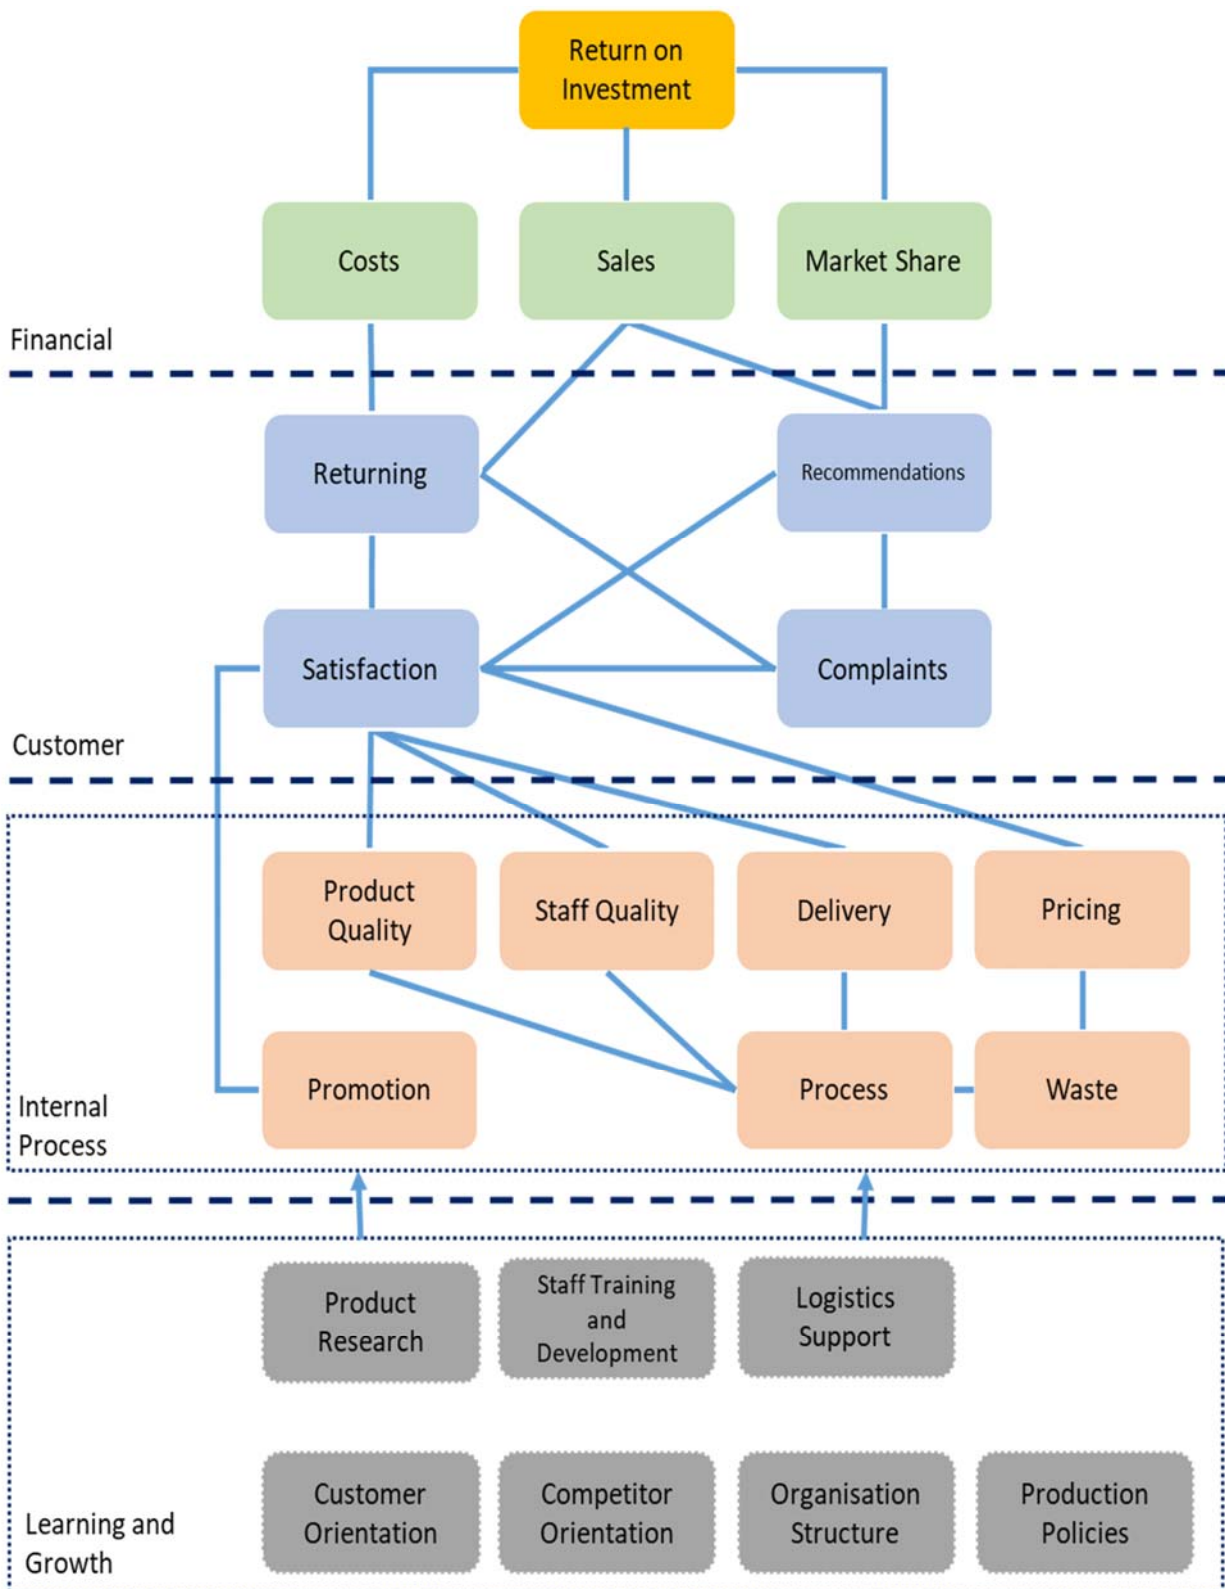 Return on
Investment
Costs
Sales
Market Share
Financial
Returning
Recommendations
Satisfaction
Complaints
Customer
Product
Quality
Staff Quality
Delivery
Pricing
Promotion
Process
Waste
Internal
Process
Product
Research
Staff Training
and
Development
Logistics
Support
Customer
Orientation
Competitor
Orientation
Organisation
Structure
Production
Policies
Learning and
Growth